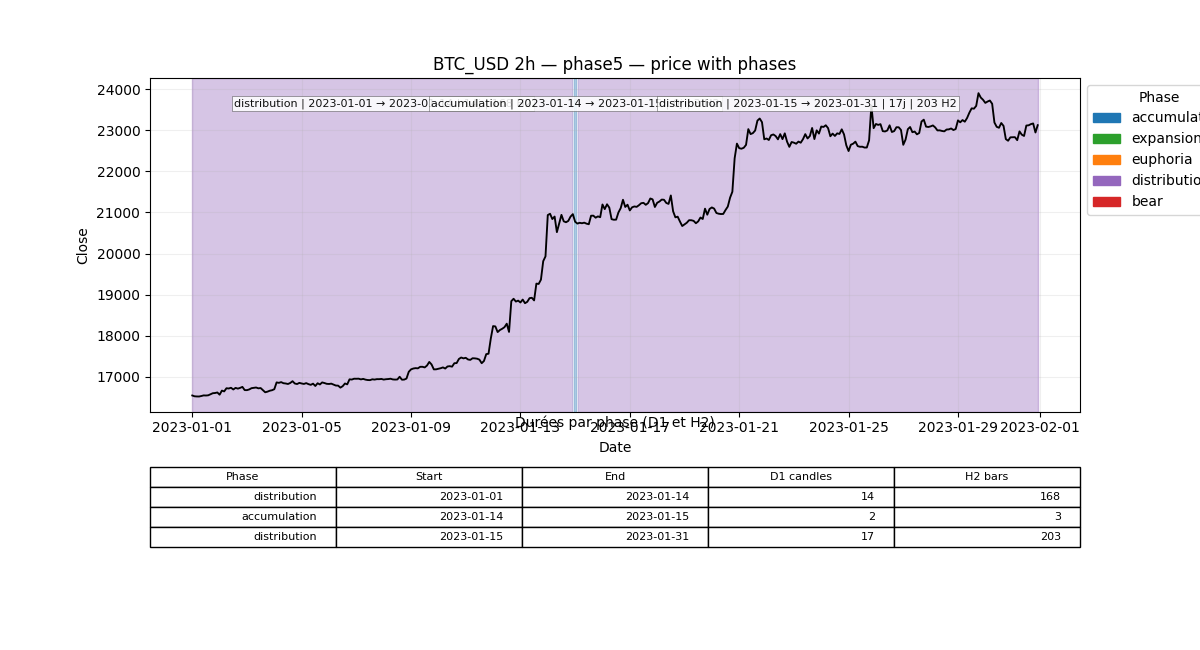 BTC_USD 2h — phase5 — price with phases
distribution | 2023-01-01 → 2023-0
accumulation | 2023-01-14 → 2023-01-1
distribution | 2023-01-15 → 2023-01-31 | 17j | 203 H2
24000
23000
22000
21000
20000
19000
18000
17000
Close
Phase
accumulat
expansion
euphoria
distributio
bear
2023-01-01 2023-01-05 2023-01-09 2023-01-13 2023-01-17 2023-01-21 2023-01-25 2023-01-29 2023-02-01
Durées par phase (D1 et H2)
Date
Phase Start End D1 candles H2 bars
distribution 2023-01-01 2023-01-14 14 168
accumulation 2023-01-14 2023-01-15 2 3
distribution 2023-01-15 2023-01-31 17 203